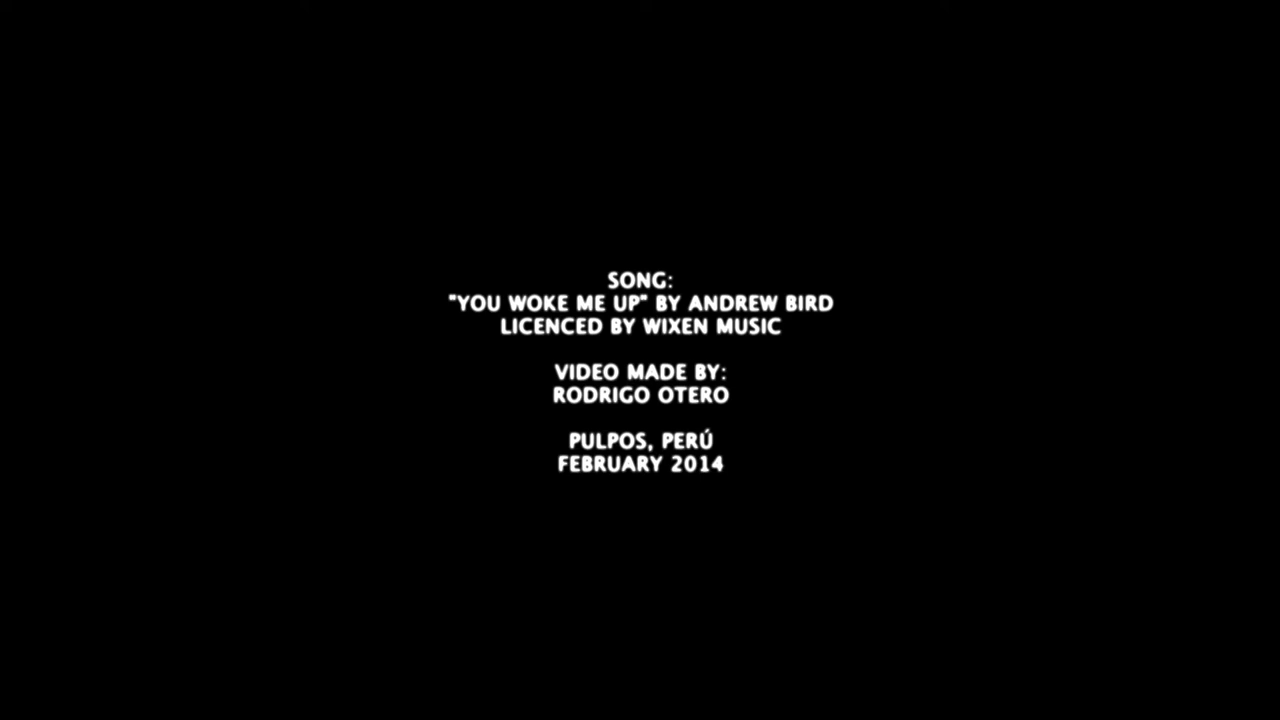 SONG:
"YOU WOKE ME UP" BY ANDREW BIRD
LICENCED BY WIXEN MUSIC
VIDEO MADE BY:
RODRIGO OTERO
PULPOS, PERÚ
FEBRUARY 2014